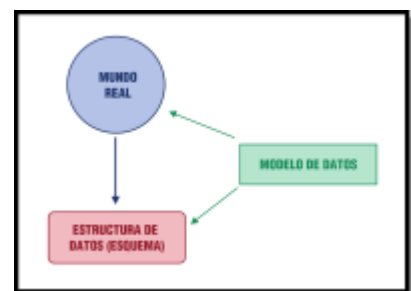 MUNDO
REAL
MODELO DE DATOS
ESTRUCTURA DE
DATOS (ESQUEMA)